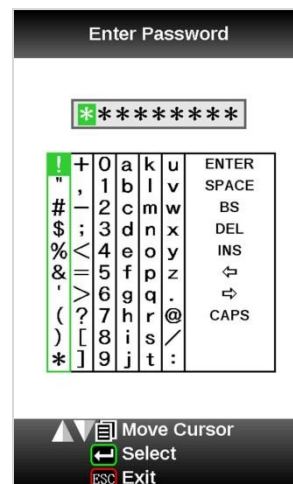 Enter Password
*********
! + 0 a k u ENTER
" , 1 b l v SPACE
# − 2 c m w BS
$ ; 3 d n x DEL
% < 4 e o y INS
& = 5 f p z ⇦
' > 6 g q . ⇨
( ? 7 h r @ CAPS
) [ 8 i s /
* ] 9 j t :
Move Cursor
Select
ESC Exit